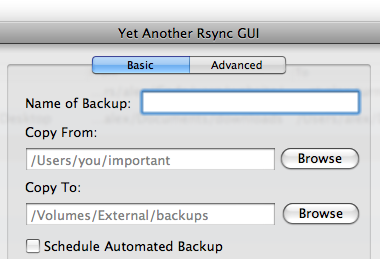 Yet Another Rsync GUI
Basic Advanced
Name of Backup:
Copy From:
/Users/you/important Browse
Copy To:
/Volumes/External/backups Browse
Schedule Automated Backup